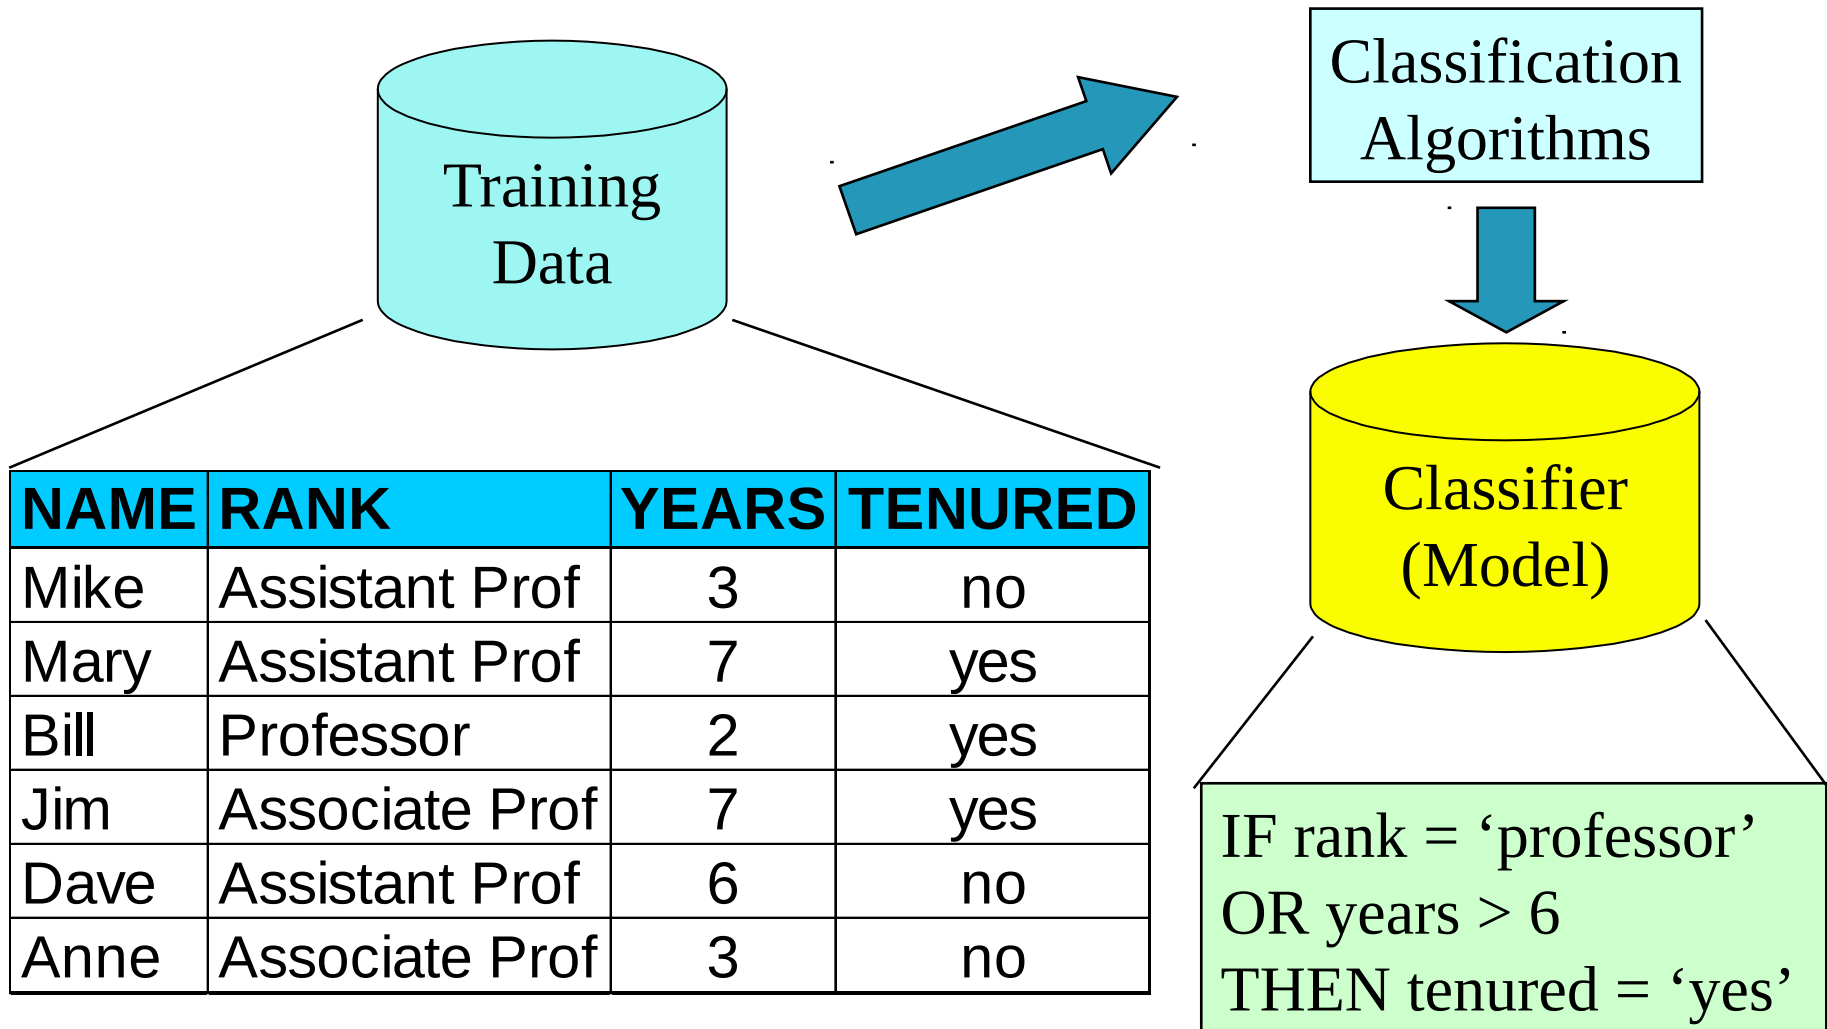 Training
Data
Classification
Algorithms
NAME RANK YEARS TENURED
Mike Assistant Prof 3 no
Mary Assistant Prof 7 yes
Bill Professor 2 yes
Jim Associate Prof 7 yes
Dave Assistant Prof 6 no
Anne Associate Prof 3 no
Classifier
(Model)
IF rank = ‘professor’
OR years > 6
THEN tenured = ‘yes’